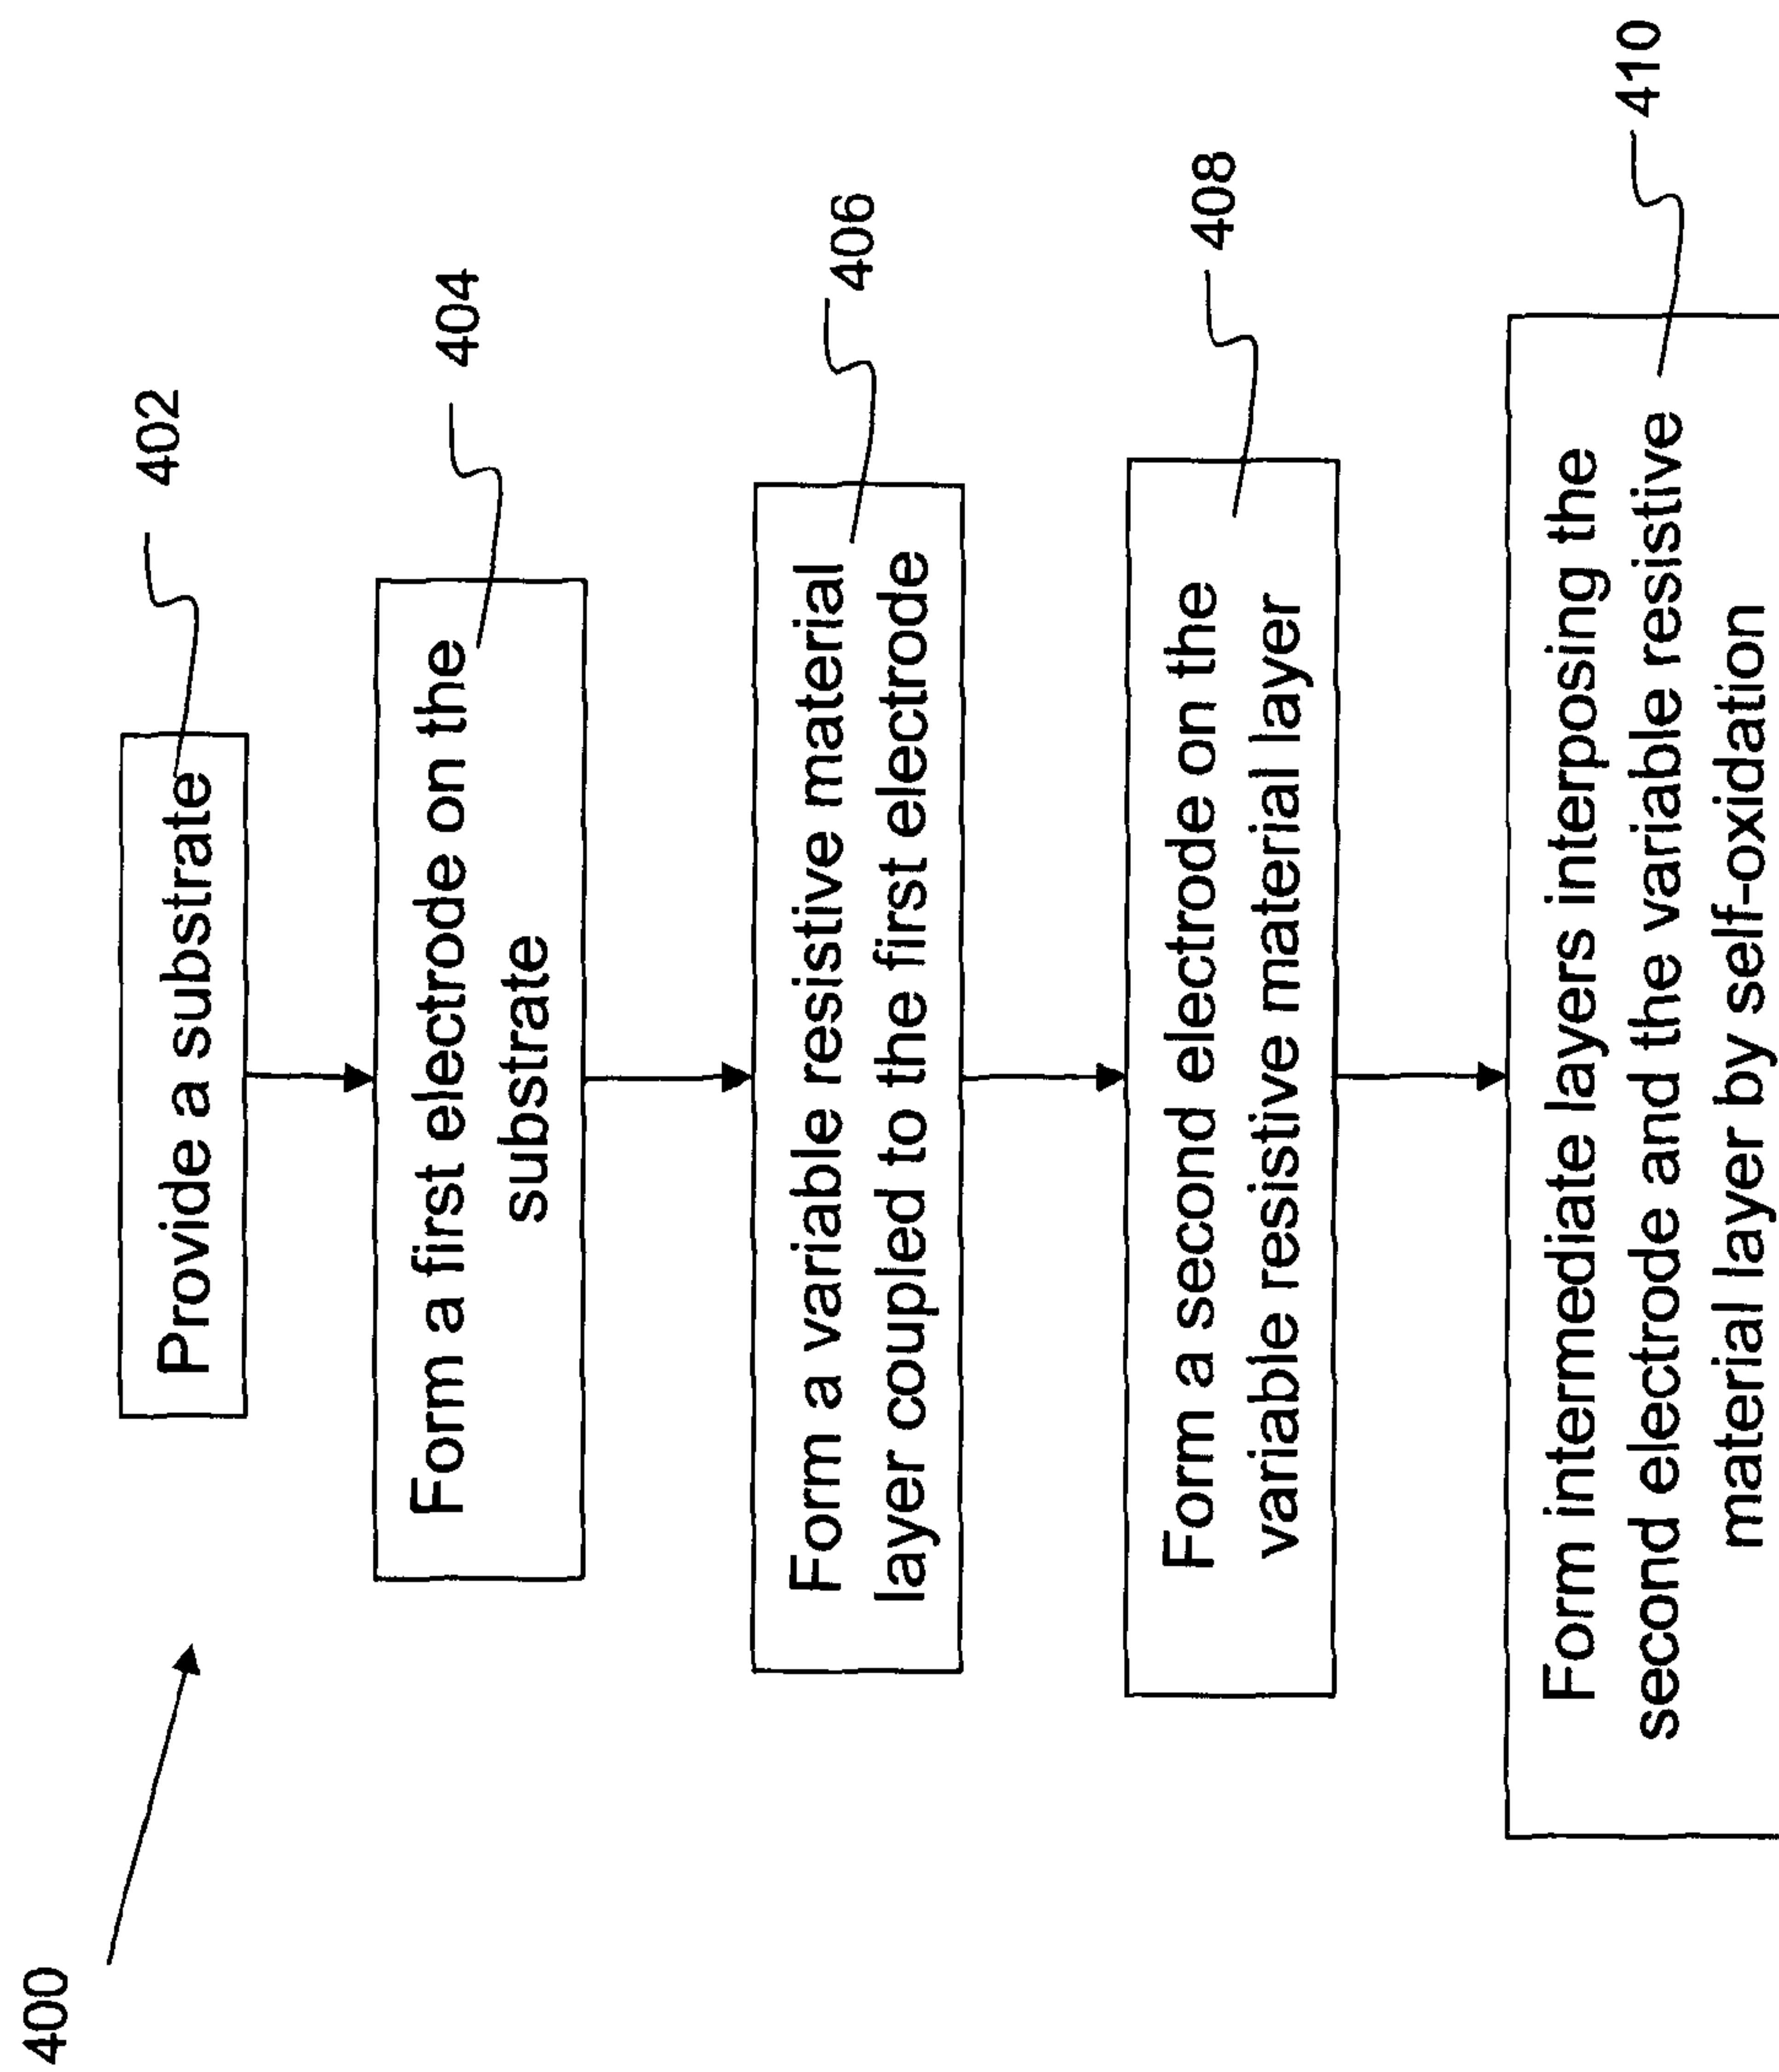 400
402
Provide a substrate
404
Form a first electrode on the
substrate
406
Form a variable resistive material
layer coupled to the first electrode
408
Form a second electrode on the
variable resistive material layer
410
Form intermediate layers interposing the
second electrode and the variable resistive
material layer by self-oxidation